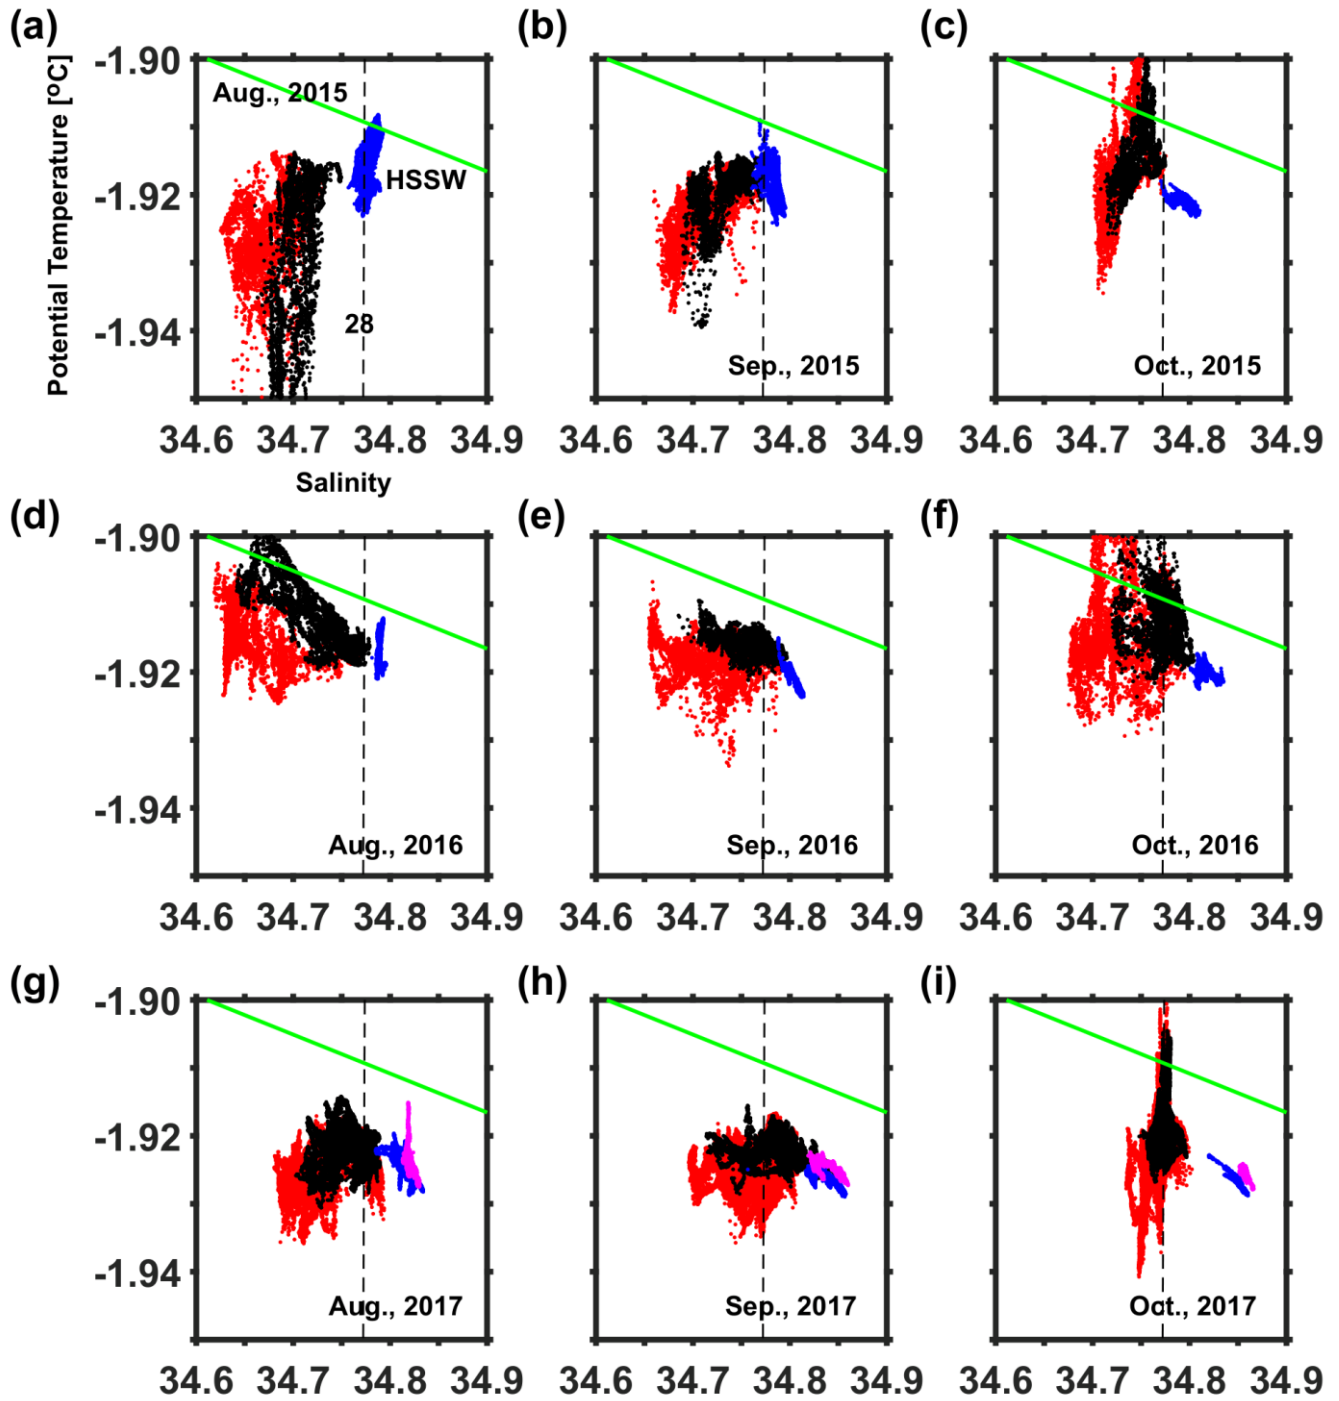 (a)
(b)
(c)
Potential Temperature [ºC]
-1.90
-1.92
-1.94
Aug., 2015
HSSW
28
Sep., 2015
Oct., 2015
34.6 34.7 34.8 34.9
34.6 34.7 34.8 34.9
34.6 34.7 34.8 34.9
Salinity
(d)
(e)
(f)
-1.90
-1.92
-1.94
Aug., 2016
Sep., 2016
Oct., 2016
34.6 34.7 34.8 34.9
34.6 34.7 34.8 34.9
34.6 34.7 34.8 34.9
(g)
(h)
(i)
-1.90
-1.92
-1.94
Aug., 2017
Sep., 2017
Oct., 2017
34.6 34.7 34.8 34.9
34.6 34.7 34.8 34.9
34.6 34.7 34.8 34.9